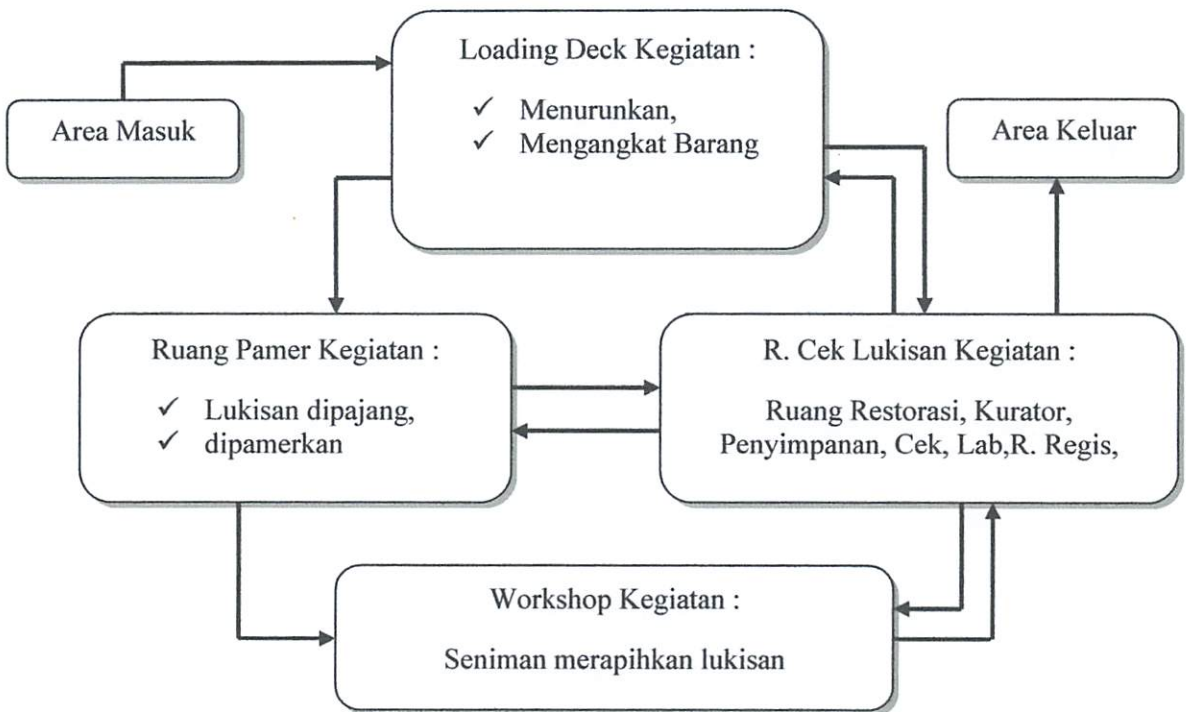 Loading Deck Kegiatan :
✓ Menurunkan,
✓ Mengangkat Barang
Area Masuk
Area Keluar
Ruang Pamer Kegiatan :
✓ Lukisan dipajang,
✓ dipamerkan
R. Cek Lukisan Kegiatan :
Ruang Restorasi, Kurator,
Penyimpanan, Cek, Lab,R. Regis,
Workshop Kegiatan :
Seniman merapihkan lukisan